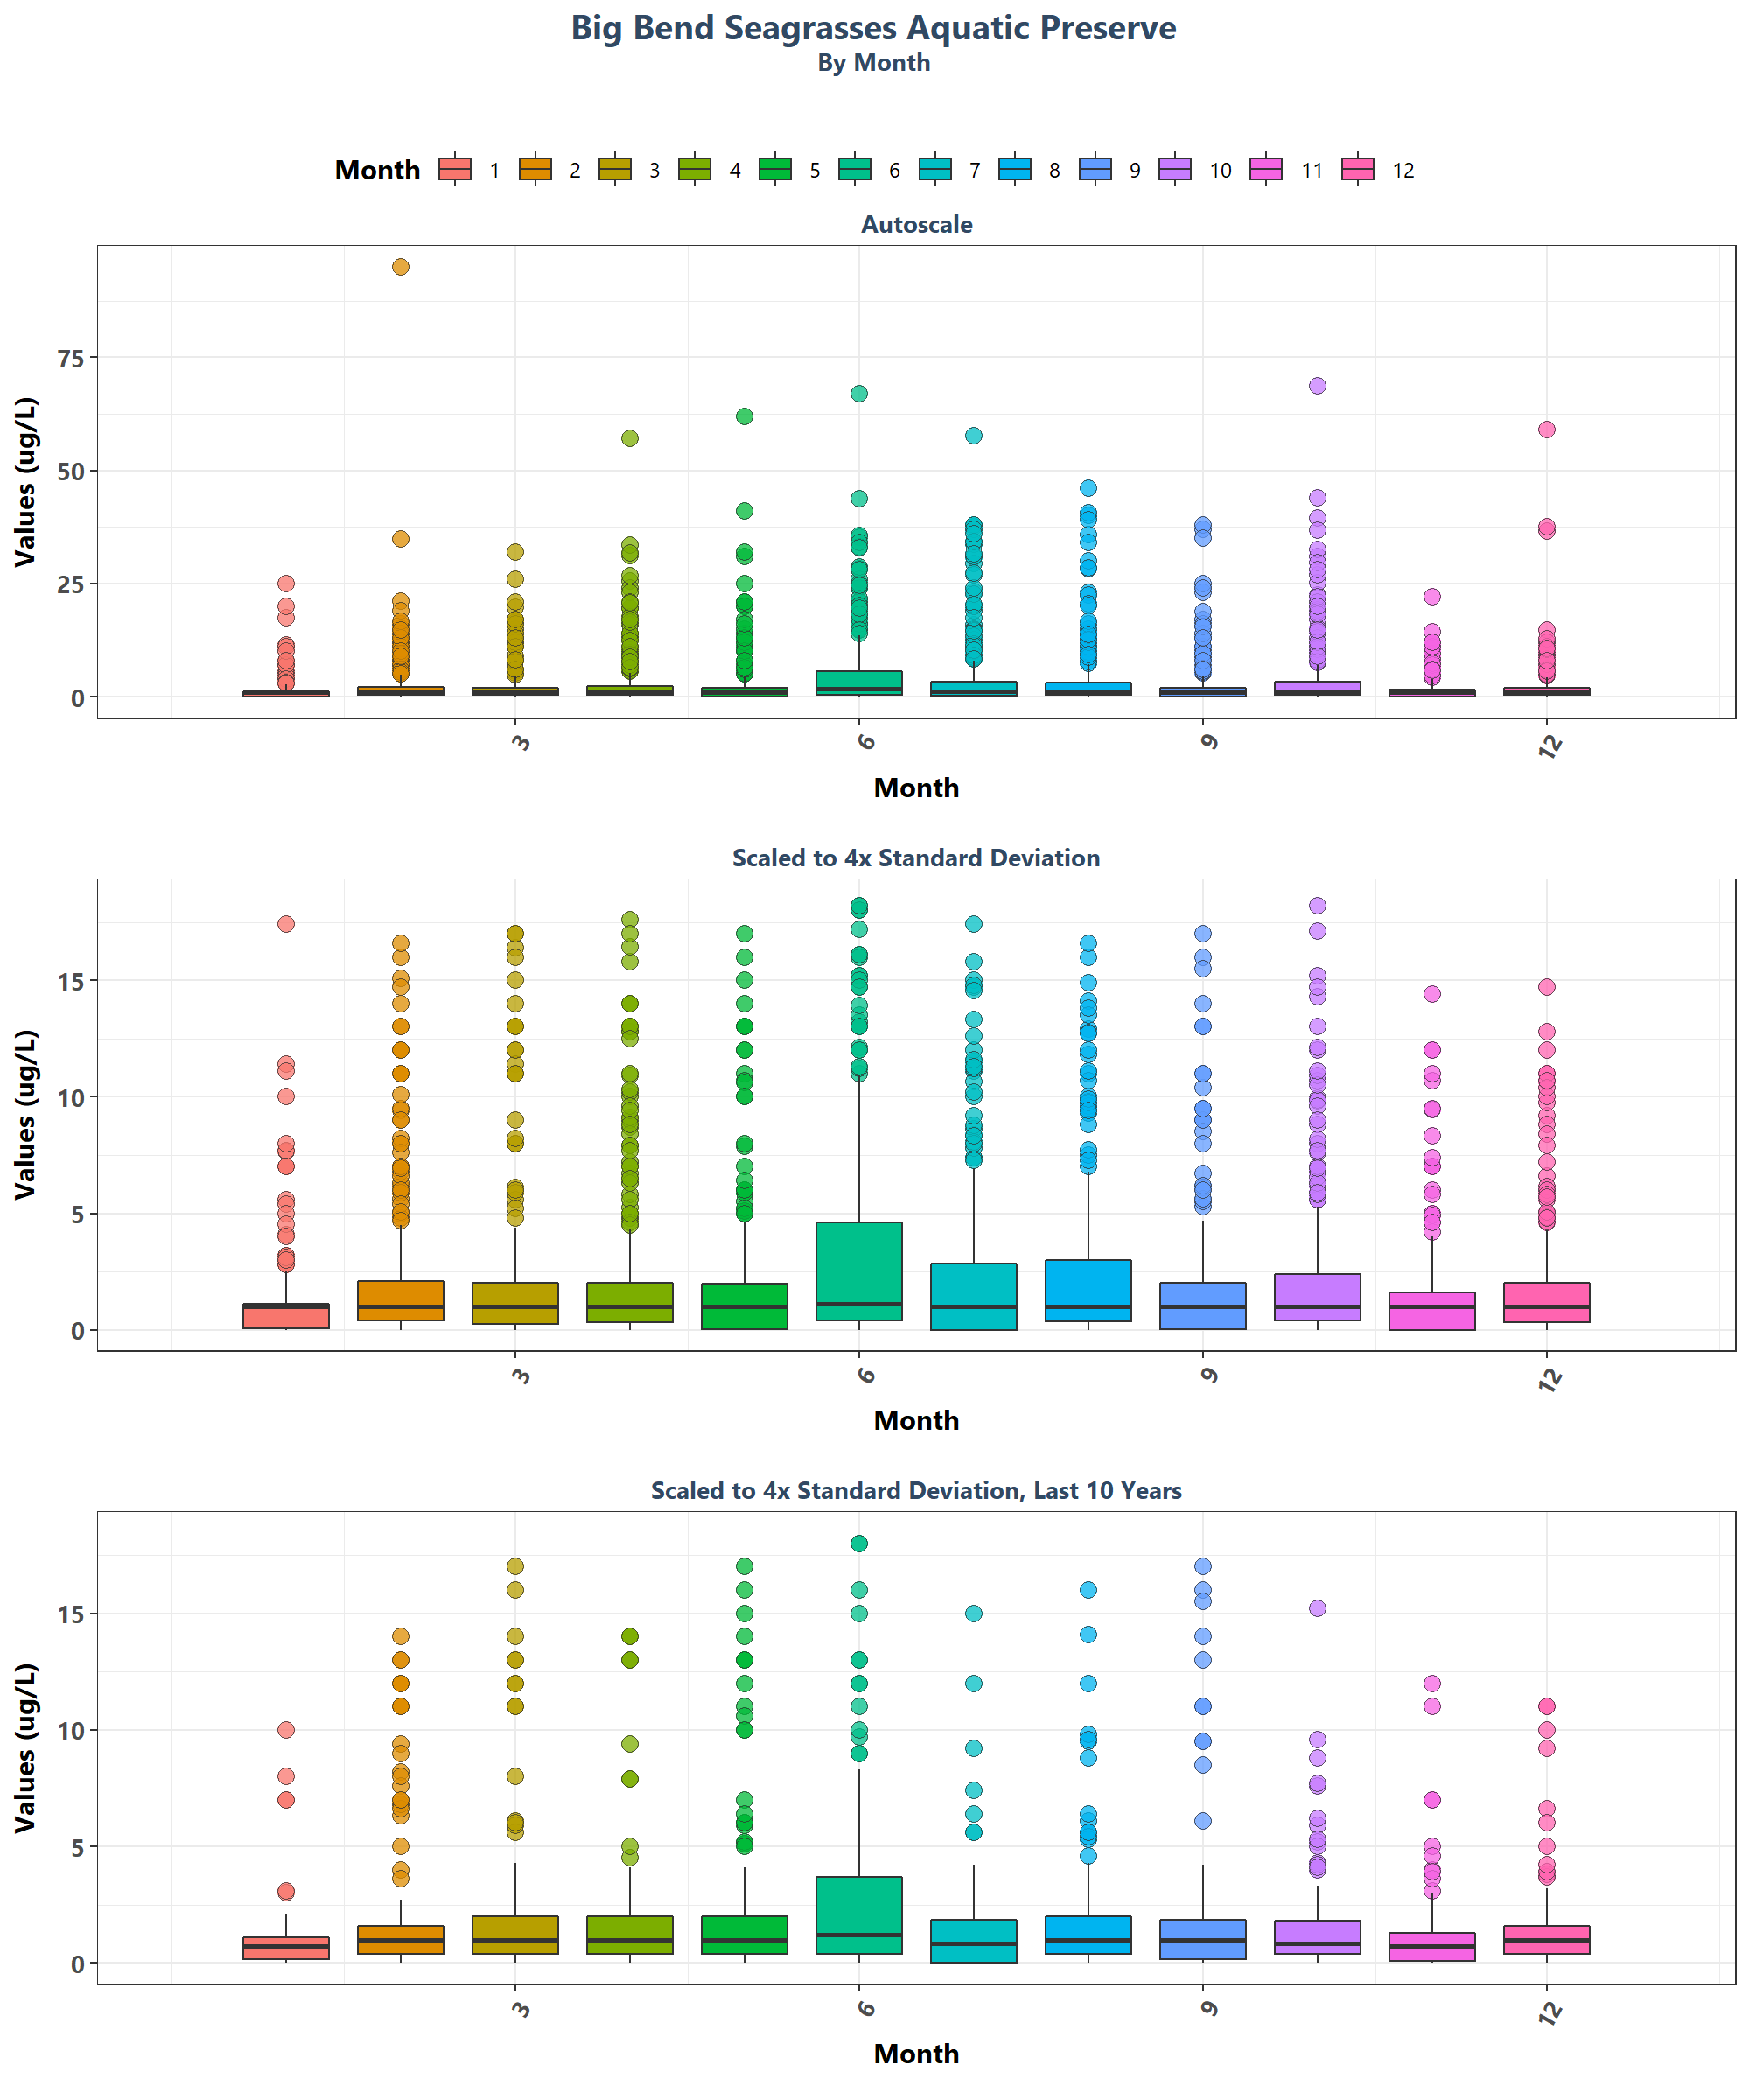 Big Bend Seagrasses Aquatic Preserve
By Month
Month 1 2 3 4 5 6 7 8 9 10 11 12
Autoscale
Values (ug/L)
75
50
25
0
3 6 9 12
Month
Scaled to 4x Standard Deviation
Values (ug/L)
15
10
5
0
3 6 9 12
Month
Scaled to 4x Standard Deviation, Last 10 Years
Values (ug/L)
15
10
5
0
3 6 9 12
Month